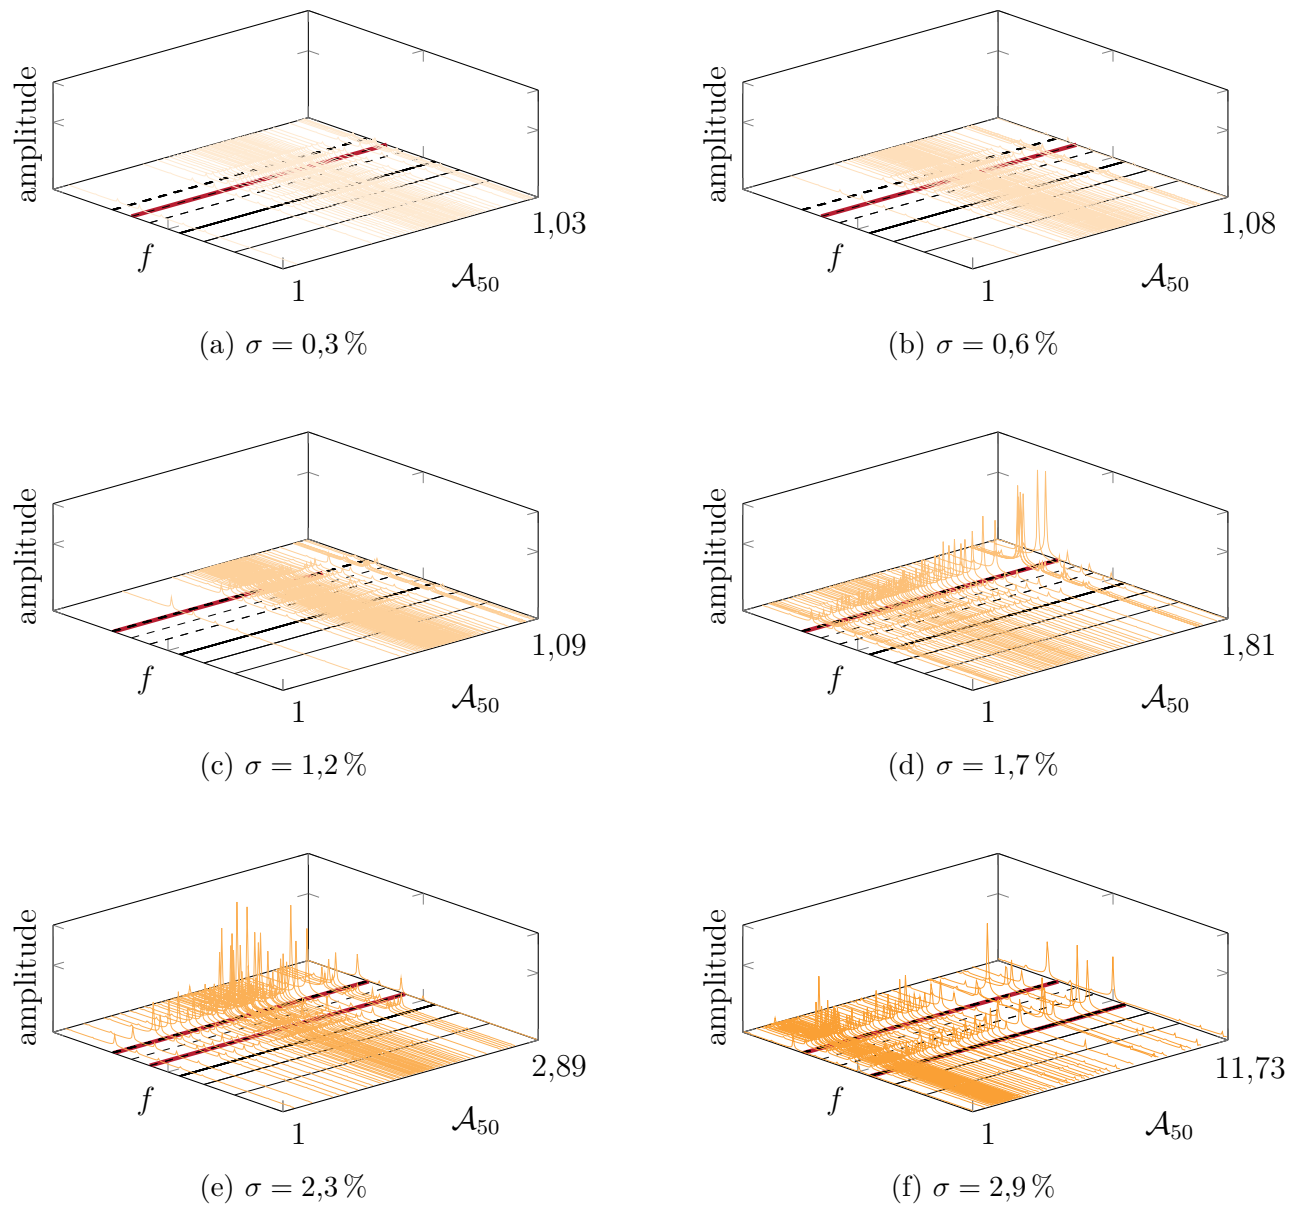 amplitude
1,03
f
𝒜₅₀
1
(a) σ = 0,3 %
amplitude
1,08
f
𝒜₅₀
1
(b) σ = 0,6 %
amplitude
1,09
f
𝒜₅₀
1
(c) σ = 1,2 %
amplitude
1,81
f
𝒜₅₀
1
(d) σ = 1,7 %
amplitude
2,89
f
𝒜₅₀
1
(e) σ = 2,3 %
amplitude
11,73
f
𝒜₅₀
1
(f) σ = 2,9 %